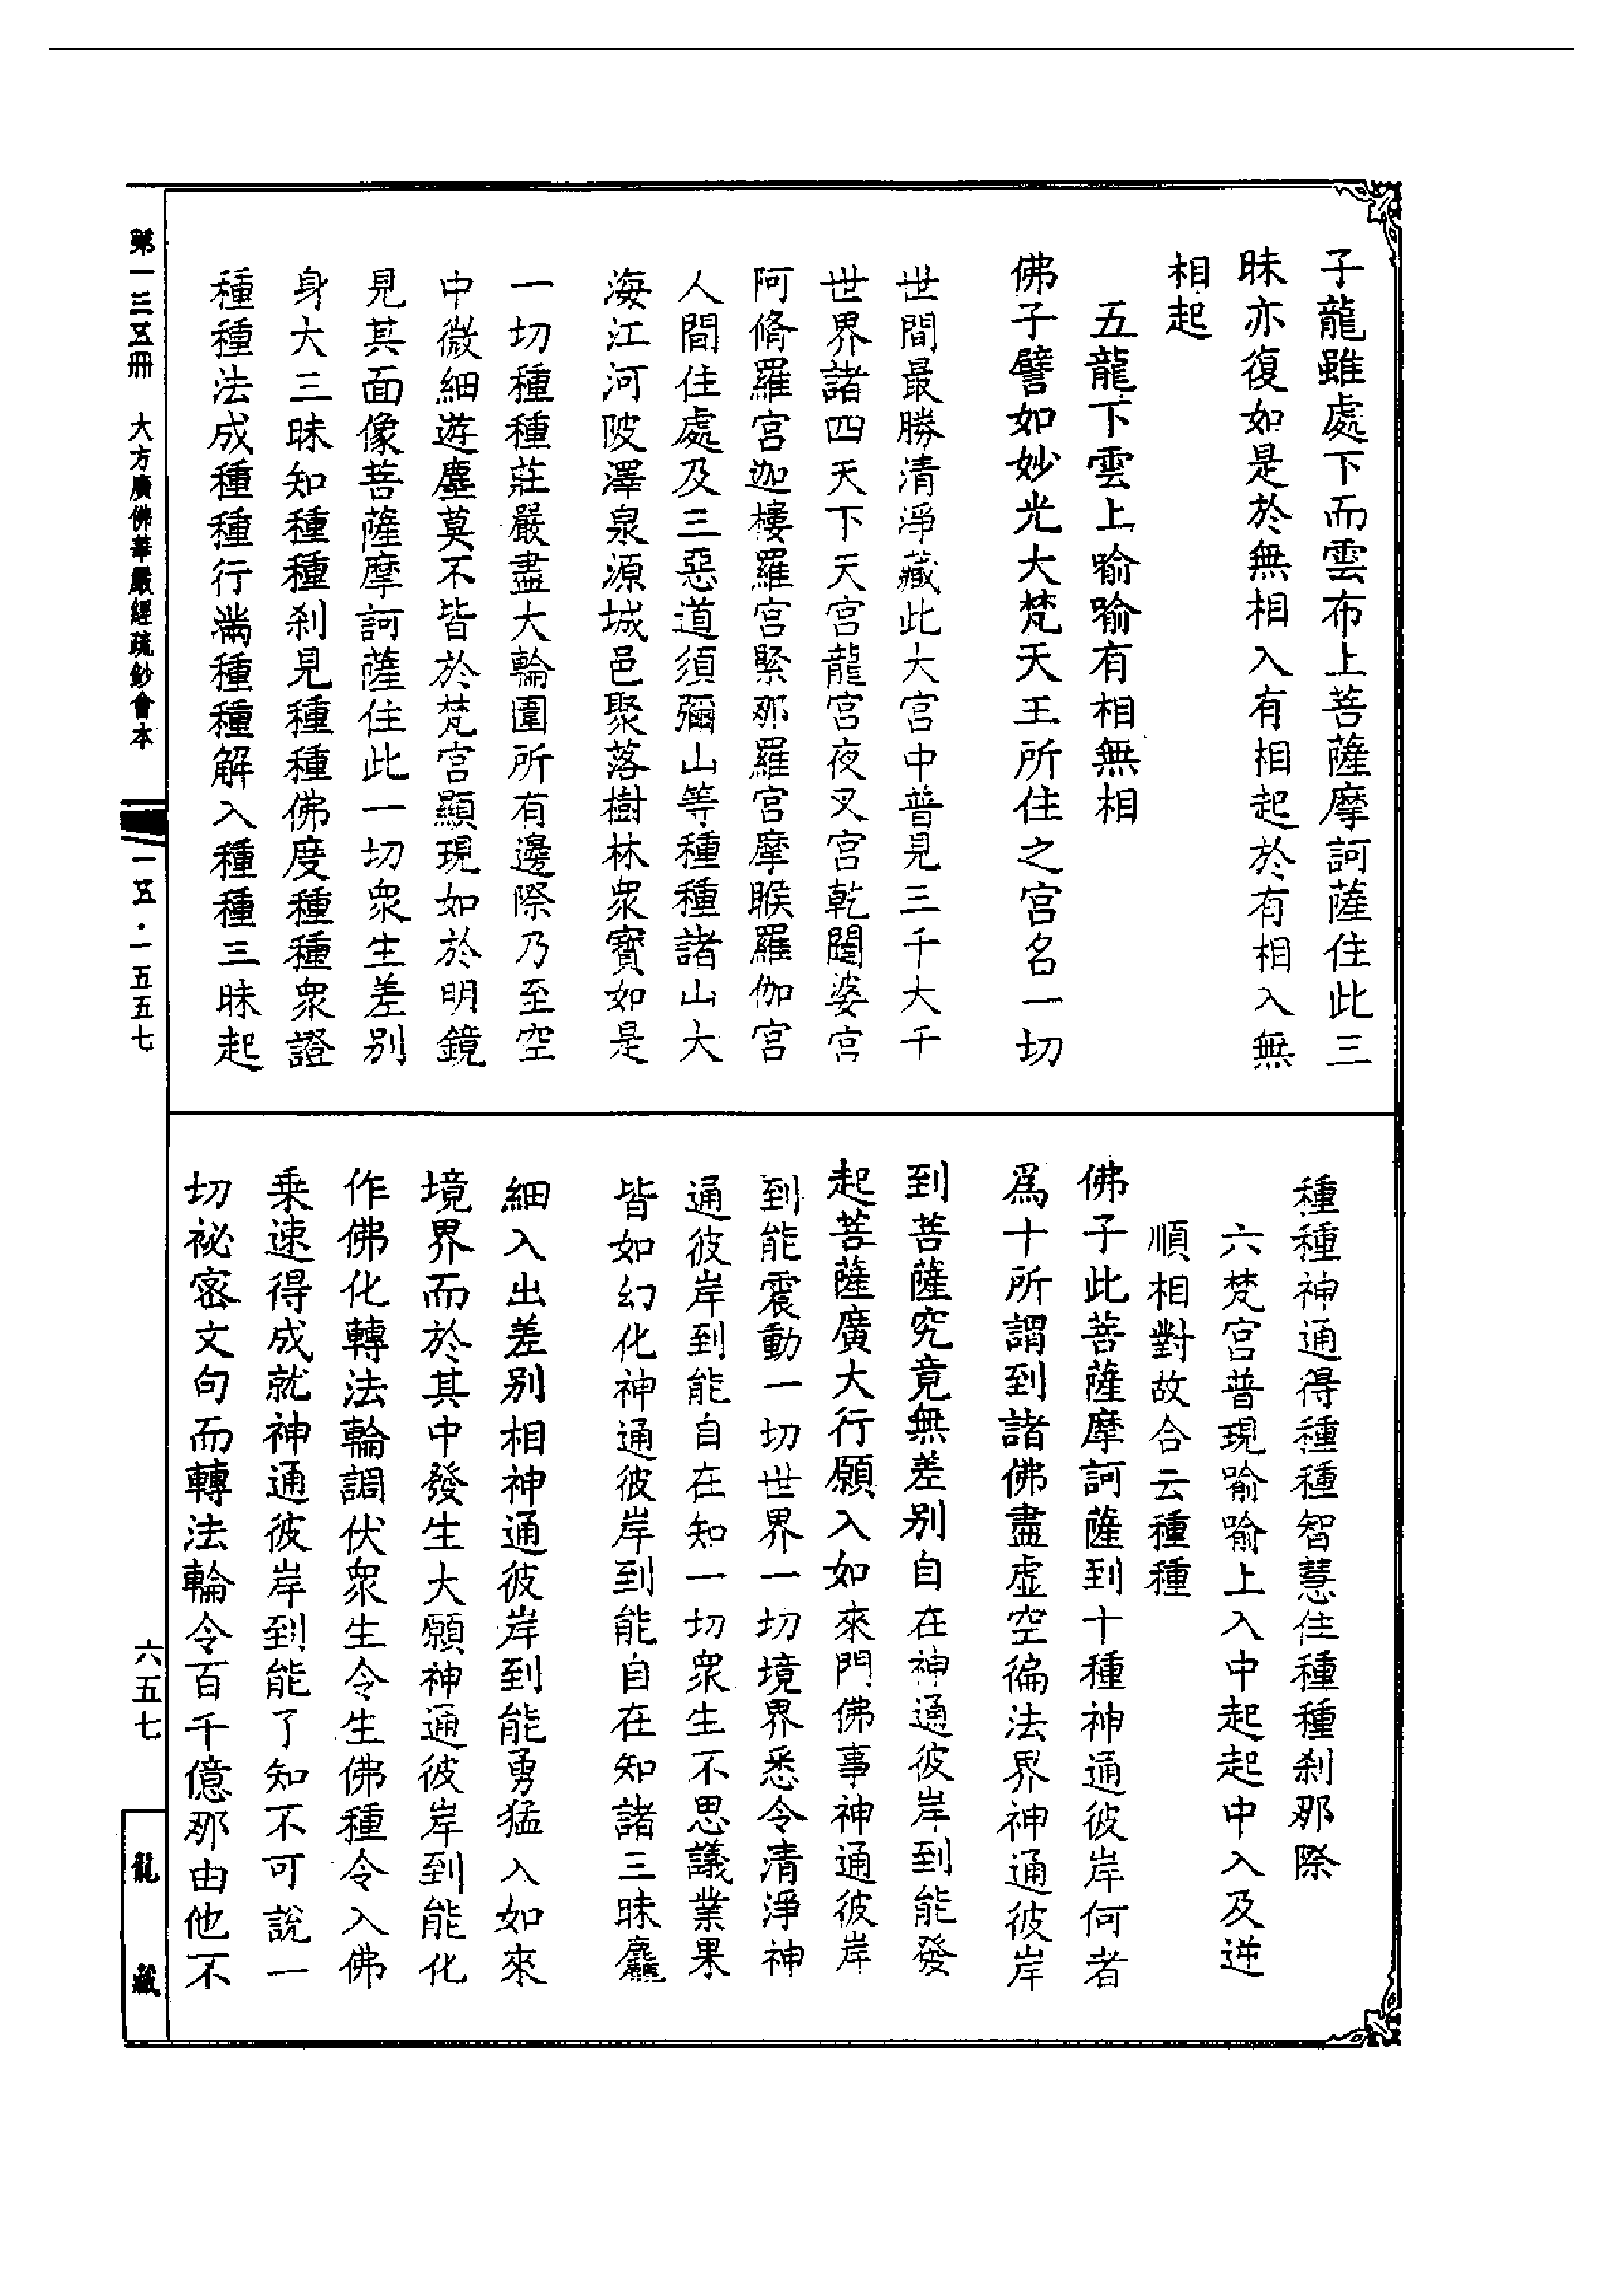 子龍雖處下而雲布上菩薩摩訶薩住此三
昧亦復如是於無相入有相起於有相入無
相起
五龍下雲上喻喻有相無相
佛子譬如妙光大梵天王所住之宮名一切
世間最勝清淨藏此大宮中普見三千大千
世界諸四天下天宮龍宮夜叉宮乾闥婆宮
阿脩羅宮迦樓羅宮緊那羅宮摩睺羅伽宮
人間住處及三惡道須彌山等種種諸山大
海江河陂澤泉源城邑聚落樹林眾寶如是
一切種種莊嚴盡大輪圍所有邊際乃至空
中微細遊塵莫不皆於梵宮顯現如於明鏡
見其面像菩薩摩訶薩住此一切眾生差別
身大三昧知種種剎見種種佛度種種眾證
種種法成種種行滿種種解入種種三昧起
種種神通得種種智慧住種種剎那際
六梵宮普現喻喻上入中起起中入及逆
順相對故合云種種
佛子此菩薩摩訶薩到十種神通彼岸何者
為十所謂到諸佛盡虛空徧法界神通彼岸
到菩薩究竟無差別自在神通彼岸到能發
起菩薩廣大行願入如來門佛事神通彼岸
到能震動一切世界一切境界悉令清淨神
通彼岸到能自在知一切眾生不思議業果
皆如幻化神通彼岸到能自在知諸三昧麤
細入出差別相神通彼岸到能勇猛入如來
境界而於其中發生大願神通彼岸到能化
作佛化轉法輪調伏眾生令生佛種令入佛
乘速得成就神通彼岸到能了知不可說一
切祕密文句而轉法輪令百千億那由他不
第一三五冊 大方廣佛華嚴經疏鈔會本
一五·一五五七
六五七
龍藏